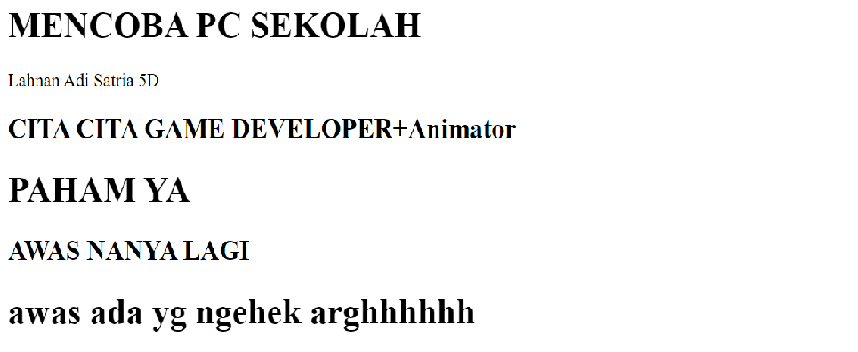 MENCOBA PC SEKOLAH
Lahnan Adi Satria 5D
CITA CITA GAME DEVELOPER+Animator
PAHAM YA
AWAS NANYA LAGI
awas ada yg ngehek arghhhhhh